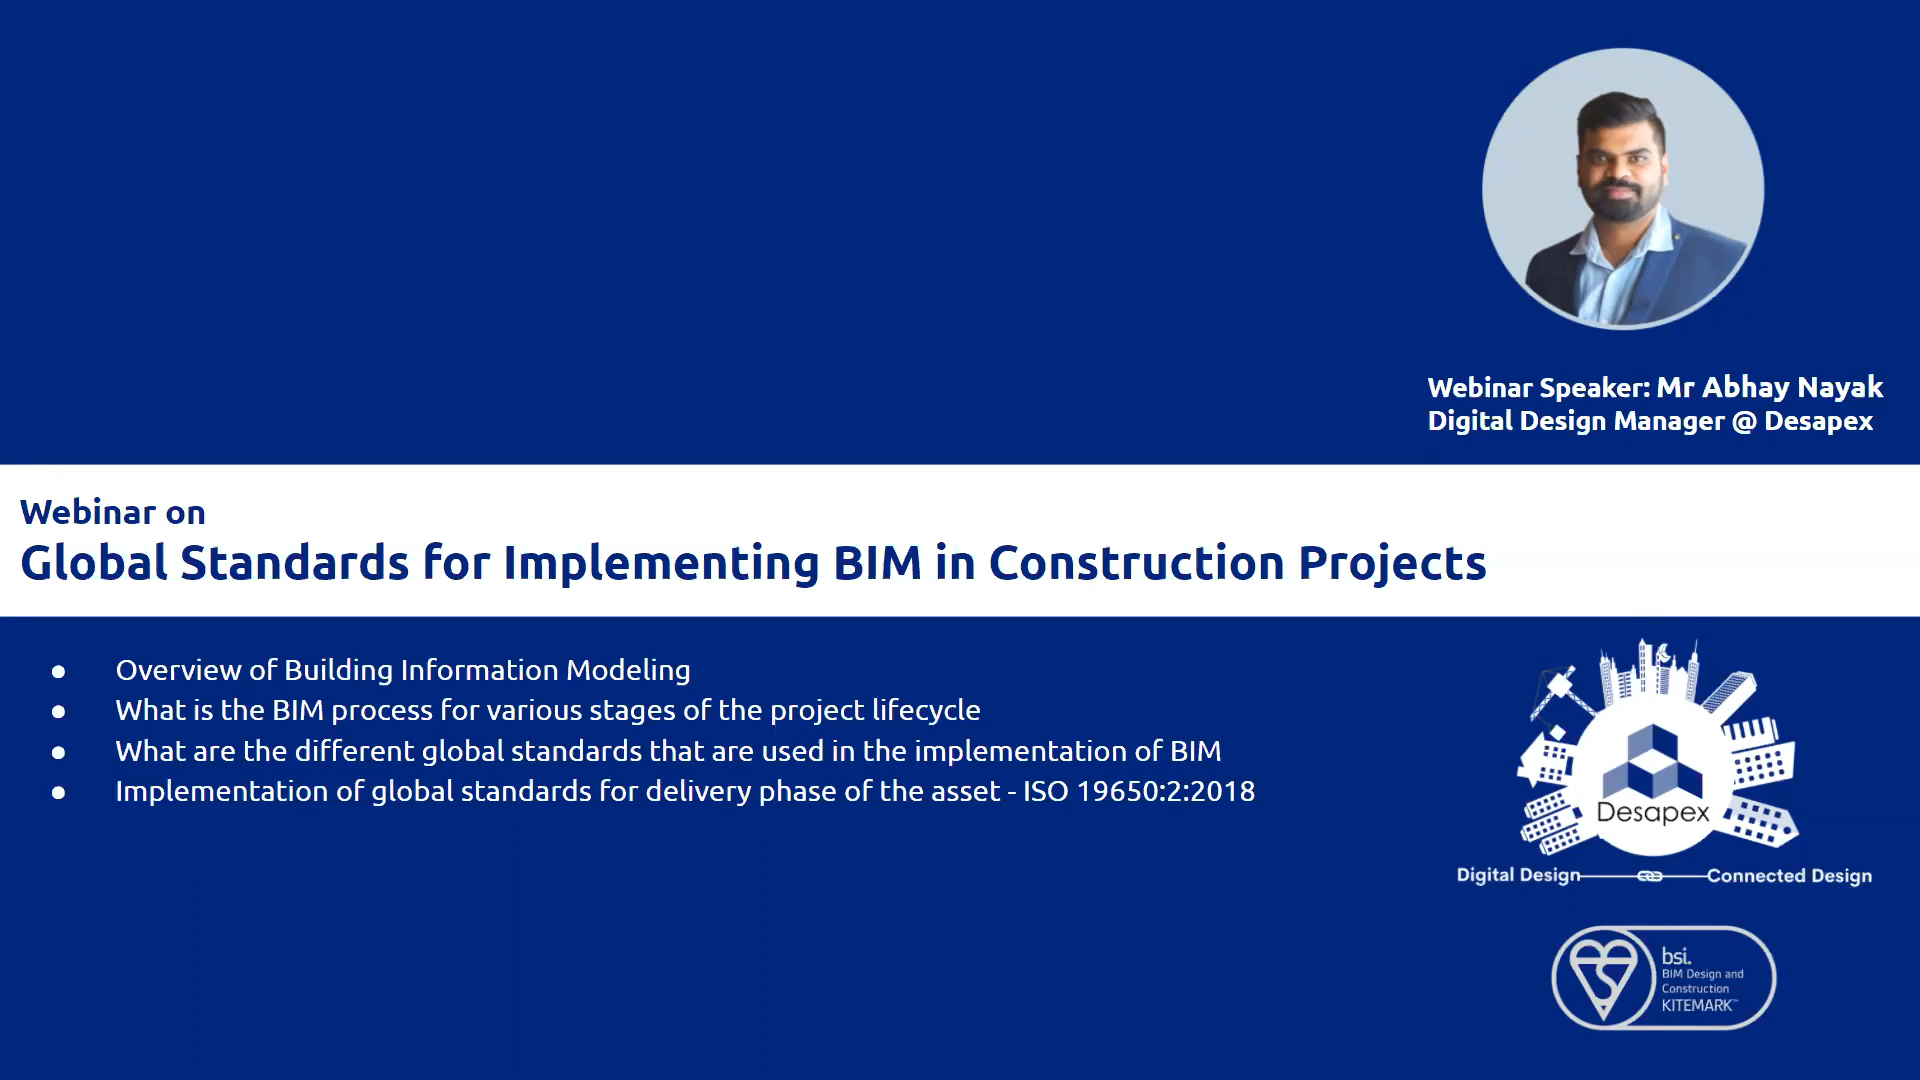 Webinar Speaker: Mr Abhay Nayak
Digital Design Manager @ Desapex
Webinar on
Global Standards for Implementing BIM in Construction Projects
● Overview of Building Information Modeling
● What is the BIM process for various stages of the project lifecycle
● What are the different global standards that are used in the implementation of BIM
● Implementation of global standards for delivery phase of the asset - ISO 19650:2:2018
Desapex
Digital Design Connected Design
bsi.
BIM Design and
Construction
KITEMARK™